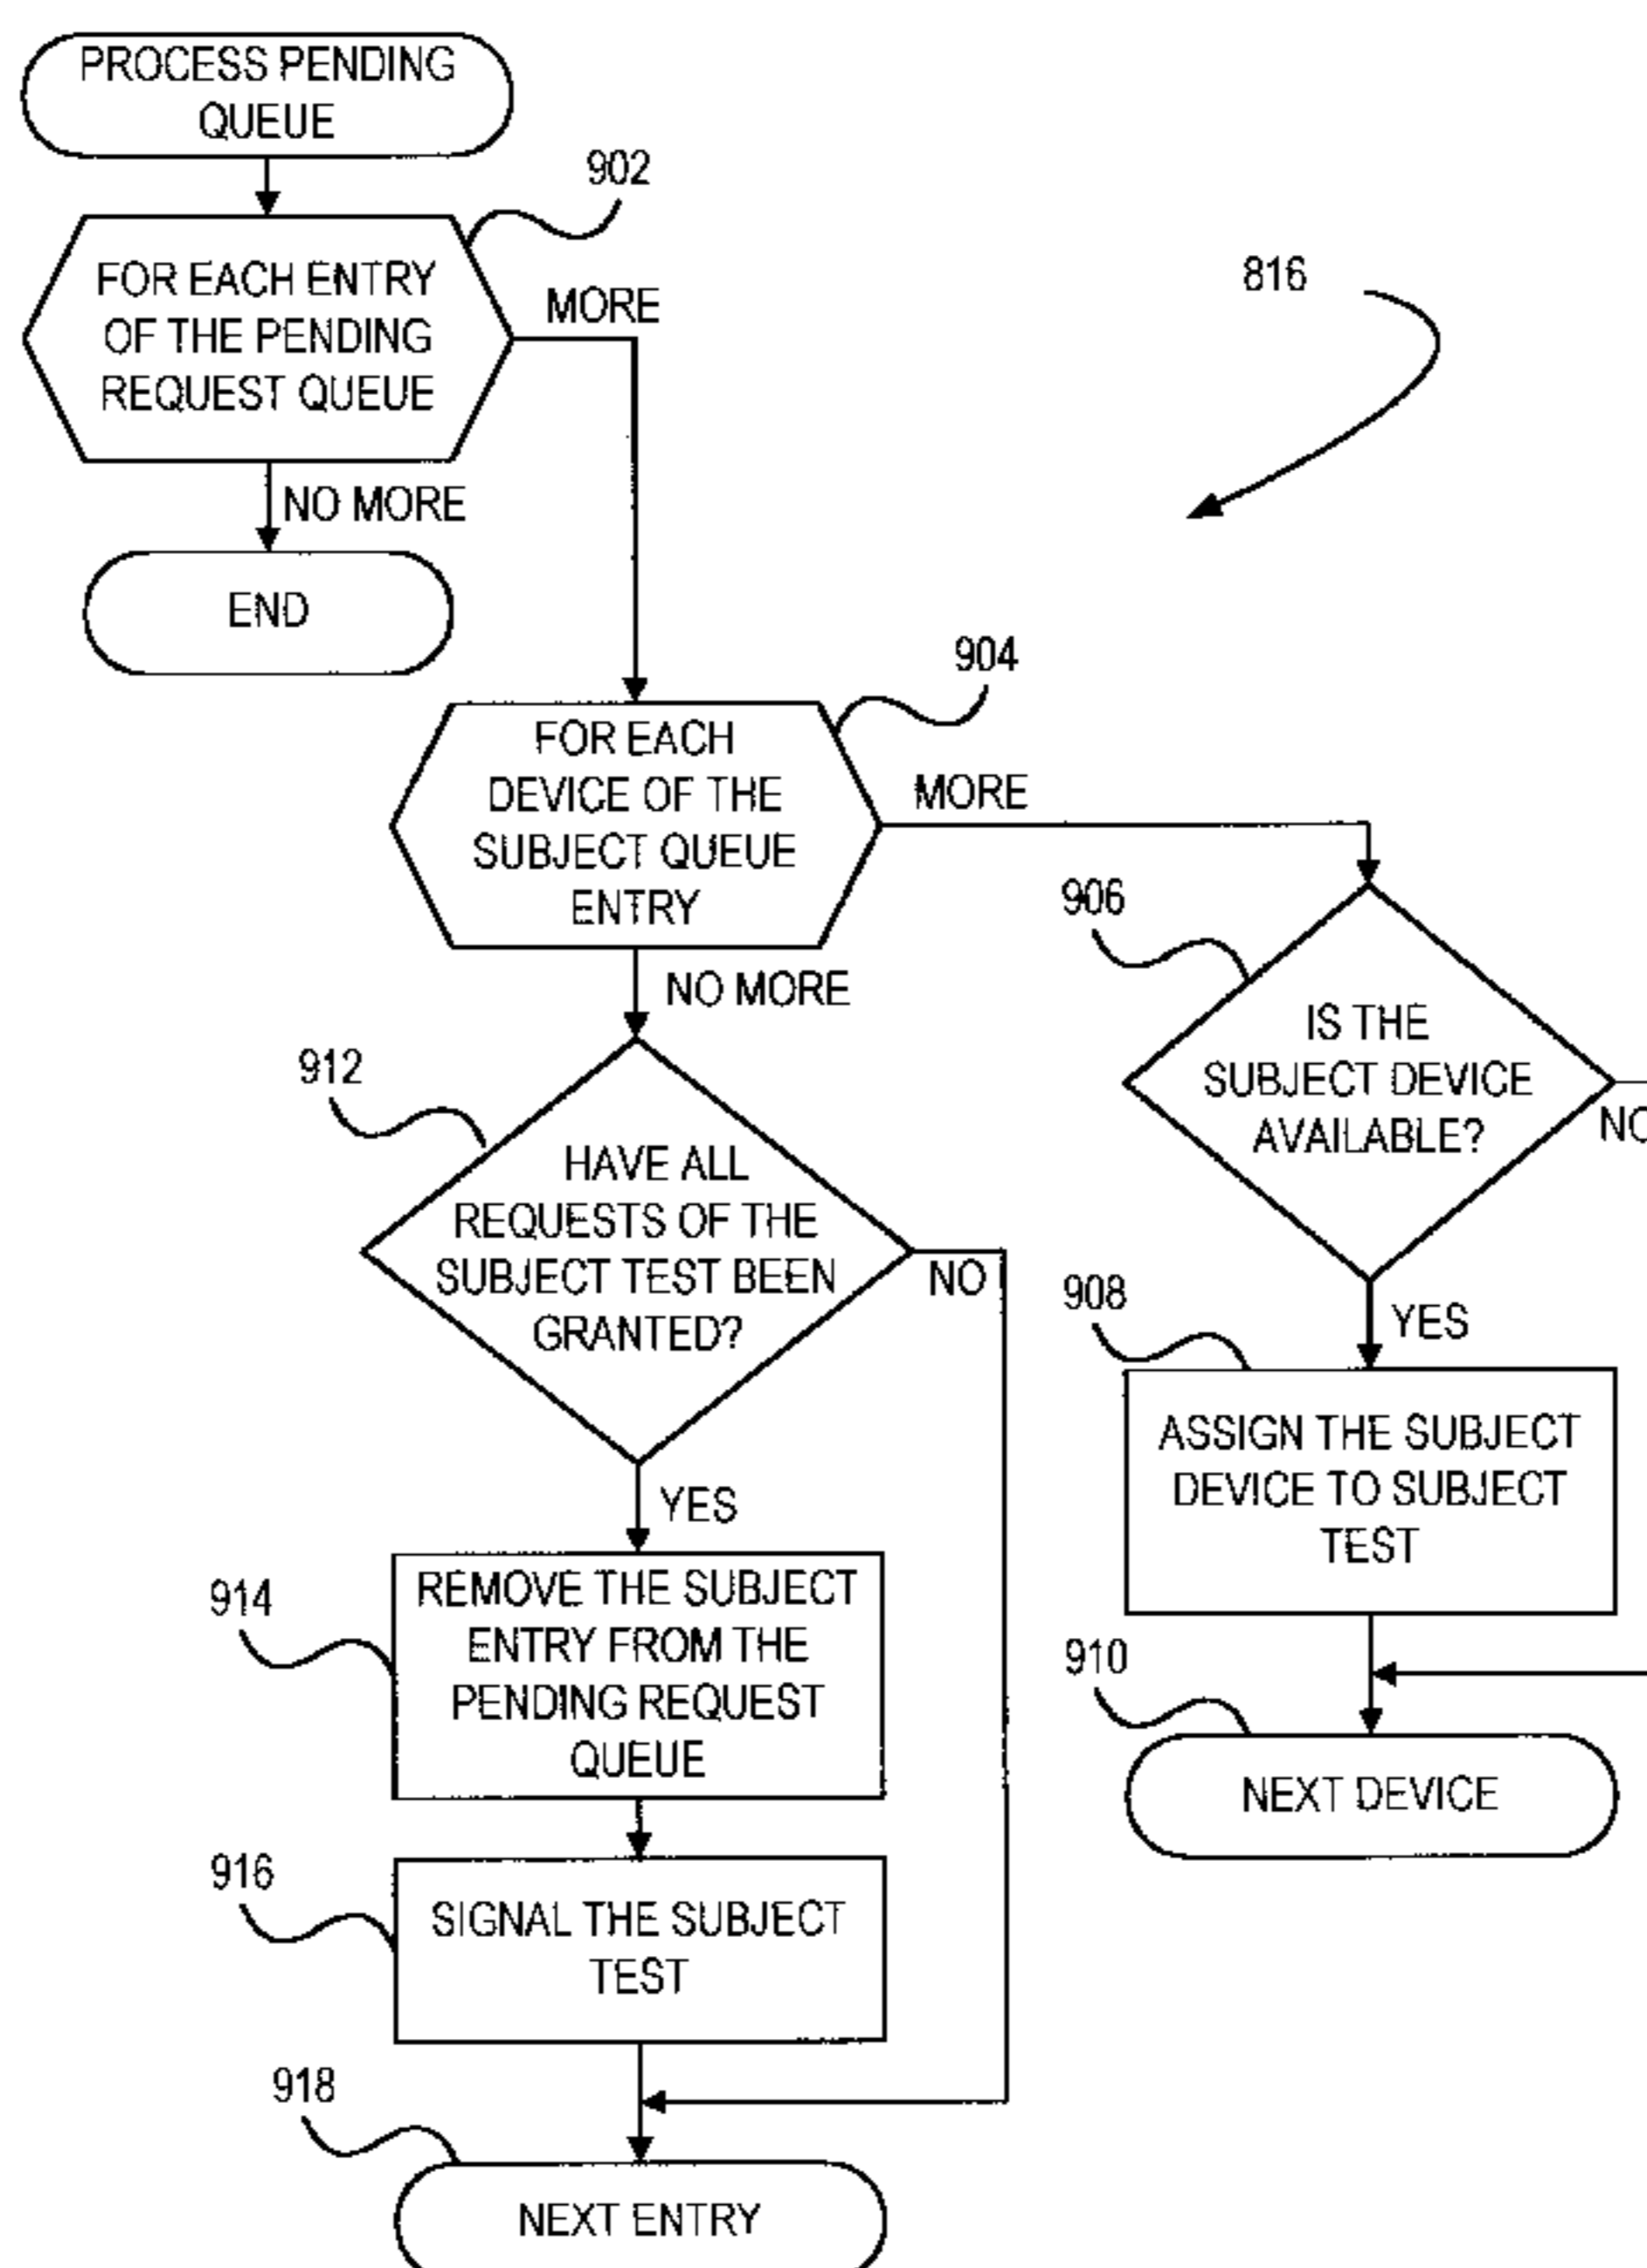 PROCESS PENDING
QUEUE
902
FOR EACH ENTRY
OF THE PENDING
REQUEST QUEUE
MORE
816
NO MORE
END
904
FOR EACH
DEVICE OF THE
SUBJECT QUEUE
ENTRY
MORE
906
NO MORE
IS THE
SUBJECT DEVICE
AVAILABLE?
NO
912
HAVE ALL
REQUESTS OF THE
SUBJECT TEST BEEN
GRANTED?
NO
908
YES
ASSIGN THE SUBJECT
DEVICE TO SUBJECT
TEST
YES
914
REMOVE THE SUBJECT
ENTRY FROM THE
PENDING REQUEST
QUEUE
910
NEXT DEVICE
916
SIGNAL THE SUBJECT
TEST
918
NEXT ENTRY